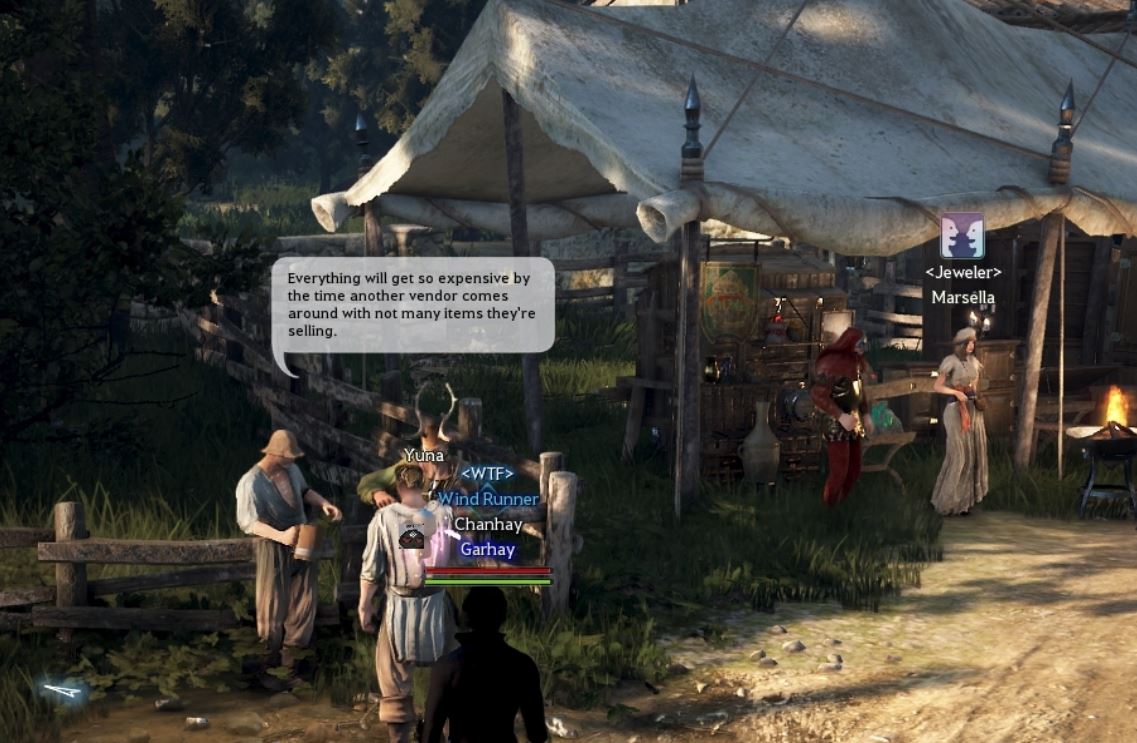 Everything will get so expensive by
the time another vendor comes
around with not many items they're
selling.
<Jeweler>
Marsella
Yuna
<WTF>
Wind Runner
Chanhay
Garhay